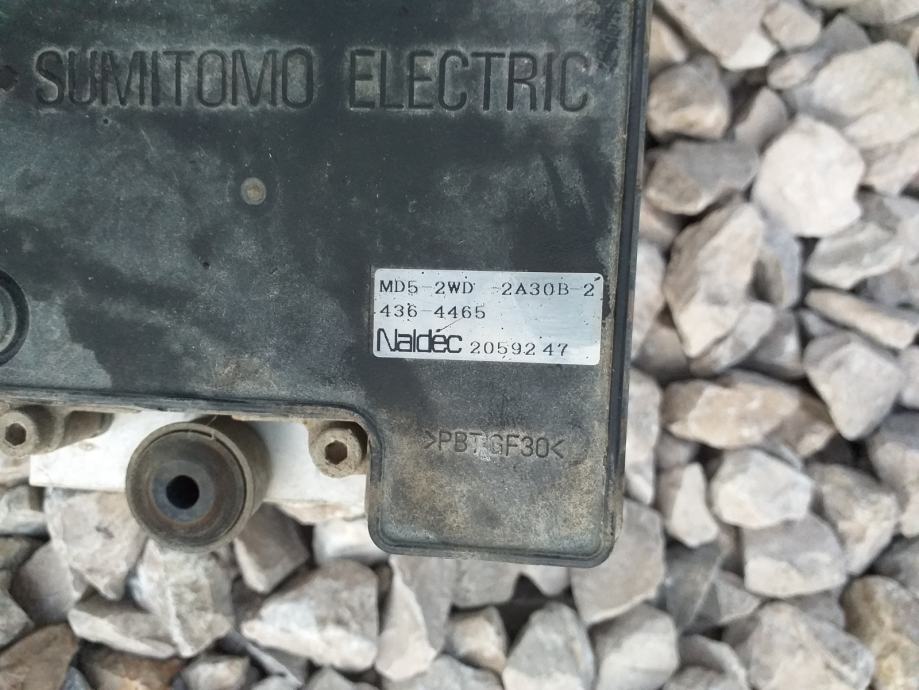 SUMITOMO ELECTRIC
MD5-2WD -2A30B-2
436-4465
Naldec 2059247
>PBT GF30<